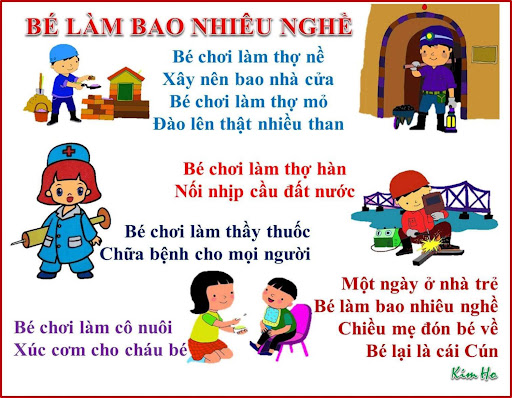 BÉ LÀM BAO NHIÊU NGHỀ
Bé chơi làm thợ nề
Xây nên bao nhà cửa
Bé chơi làm thợ mỏ
Đào lên thật nhiều than
Bé chơi làm thợ hàn
Nối nhịp cầu đất nước
Bé chơi làm thầy thuốc
Chữa bệnh cho mọi người
Bé chơi làm cô nuôi
Xúc cơm cho cháu bé
Một ngày ở nhà trẻ
Bé làm bao nhiêu nghề
Chiều mẹ đón bé về
Bé lại là cái Cún
Kim Ho